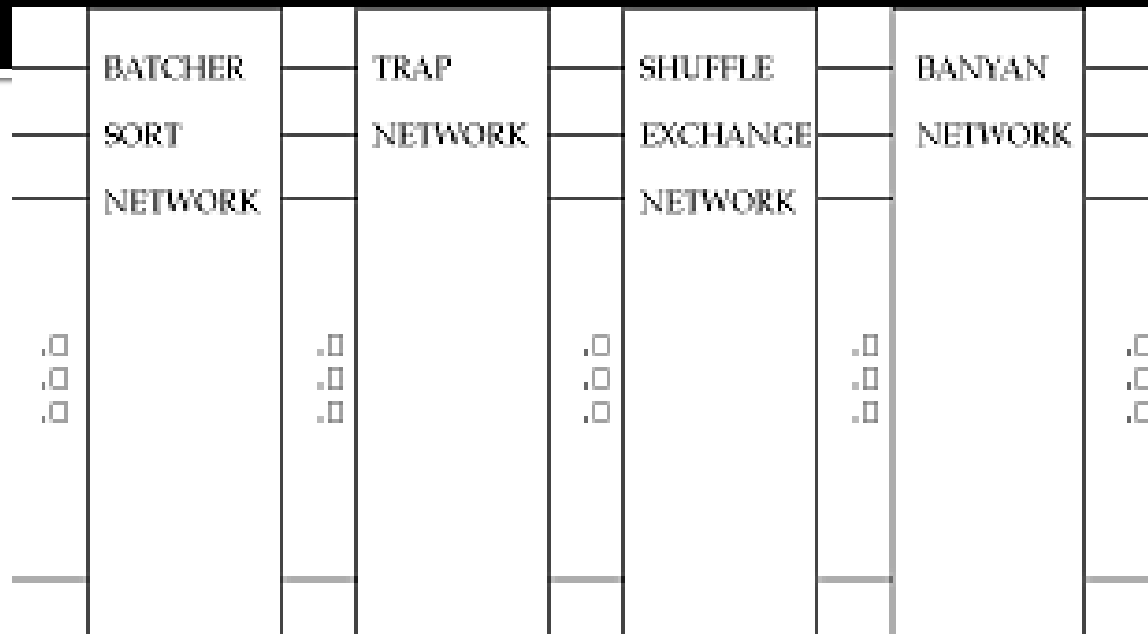 BATCHER
SORT
NETWORK
TRAP
NETWORK
SHUFFLE
EXCHANGE
NETWORK
BANYAN
NETWORK